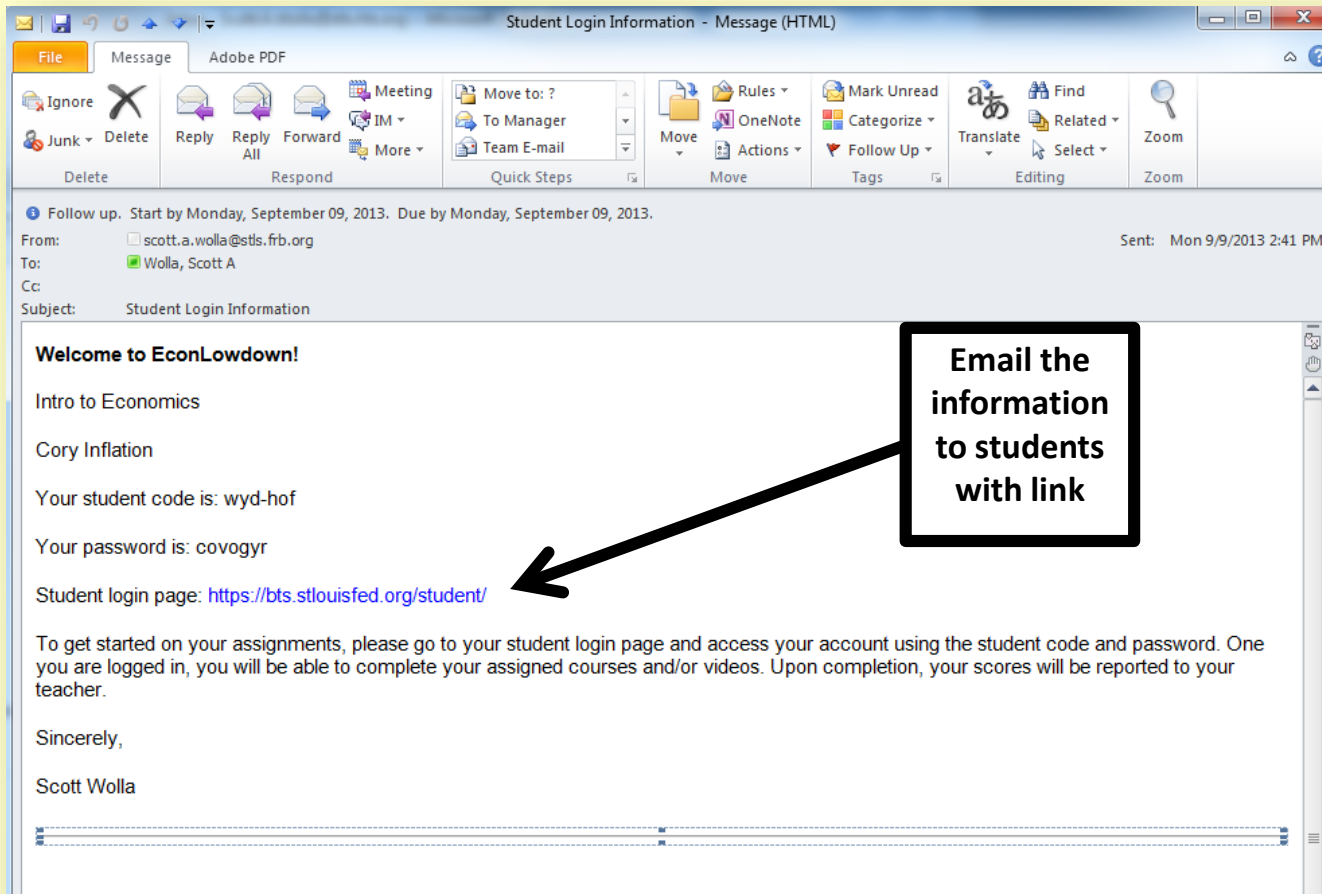 Student Login Information - Message (HTML)
File Message Adobe PDF
Ignore
Junk
Delete
Reply
Reply All
Forward
Meeting
IM
More
Delete
Respond
Move to: ?
To Manager
Team E-mail
Quick Steps
Move
Rules
OneNote
Actions
Move
Mark Unread
Categorize
Follow Up
Tags
Translate
Find
Related
Select
Editing
Zoom
Zoom
Follow up. Start by Monday, September 09, 2013. Due by Monday, September 09, 2013.
From: scott.a.wolla@stls.frb.org Sent: Mon 9/9/2013 2:41 PM
To: Wolla, Scott A
Cc:
Subject: Student Login Information
Welcome to EconLowdown!
Intro to Economics
Cory Inflation
Your student code is: wyd-hof
Your password is: covogyr
Student login page: https://bts.stlouisfed.org/student/
To get started on your assignments, please go to your student login page and access your account using the student code and password. One
you are logged in, you will be able to complete your assigned courses and/or videos. Upon completion, your scores will be reported to your
teacher.
Sincerely,
Scott Wolla
Email the
information
to students
with link